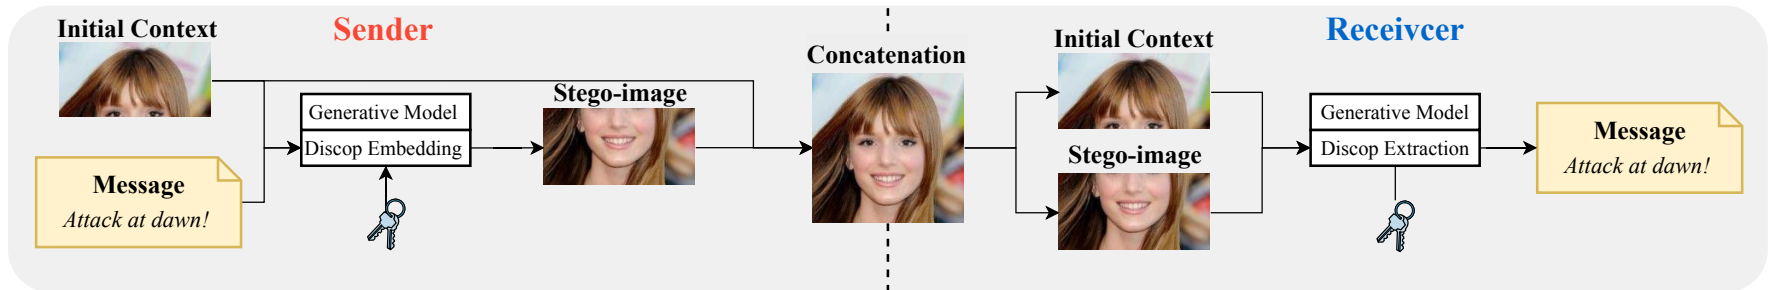 Initial Context
Sender
Generative Model
Discop Embedding
Message
Attack at dawn!
Stego-image
Concatenation
Receivcer
Initial Context
Stego-image
Generative Model
Discop Extraction
Message
Attack at dawn!